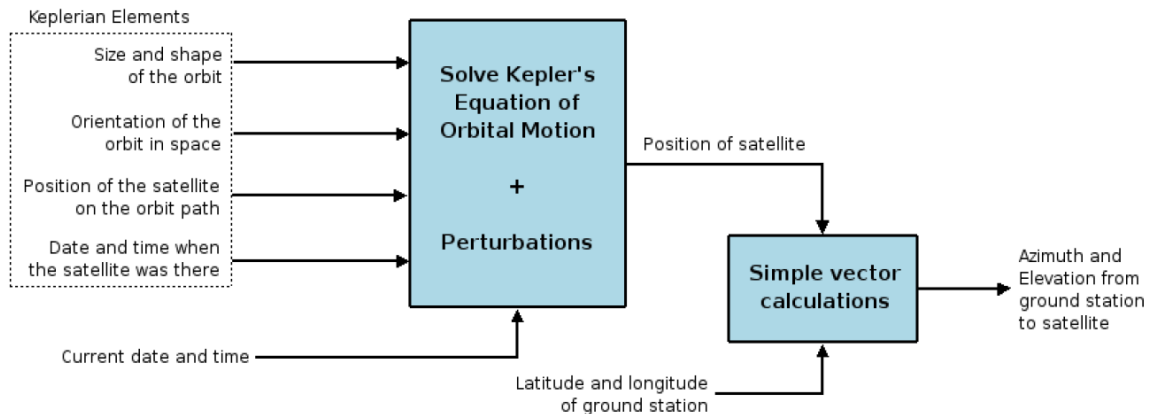 Keplerian Elements
Size and shape
of the orbit
Orientation of the
orbit in space
Position of the satellite
on the orbit path
Date and time when
the satellite was there
Solve Kepler's
Equation of
Orbital Motion
+
Perturbations
Current date and time
Position of satellite
Simple vector
calculations
Latitude and longitude
of ground station
Azimuth and
Elevation from
ground station
to satellite